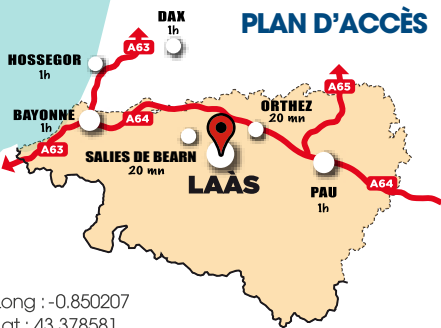 PLAN D'ACCÈS
DAX
1h
A63
HOSSEGOR
1h
A65
BAYONNE
1h
A64
ORTHEZ
20 mn
A63
SALIES DE BEARN
20 mn
LAÀS
PAU
1h
A64
Long : -0.850207
at : 43.378581